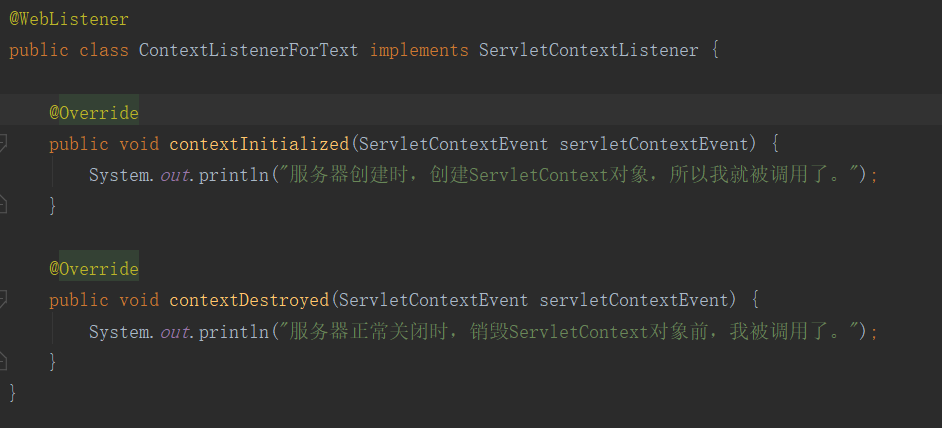 @WebListener
public class ContextListenerForText implements ServletContextListener {
@Override
public void contextInitialized(ServletContextEvent servletContextEvent) {
System.out.println("服务器创建时，创建ServletContext对象，所以我就被调用了。");
}
@Override
public void contextDestroyed(ServletContextEvent servletContextEvent) {
System.out.println("服务器正常关闭时，销毁ServletContext对象前，我被调用了。");
}
}